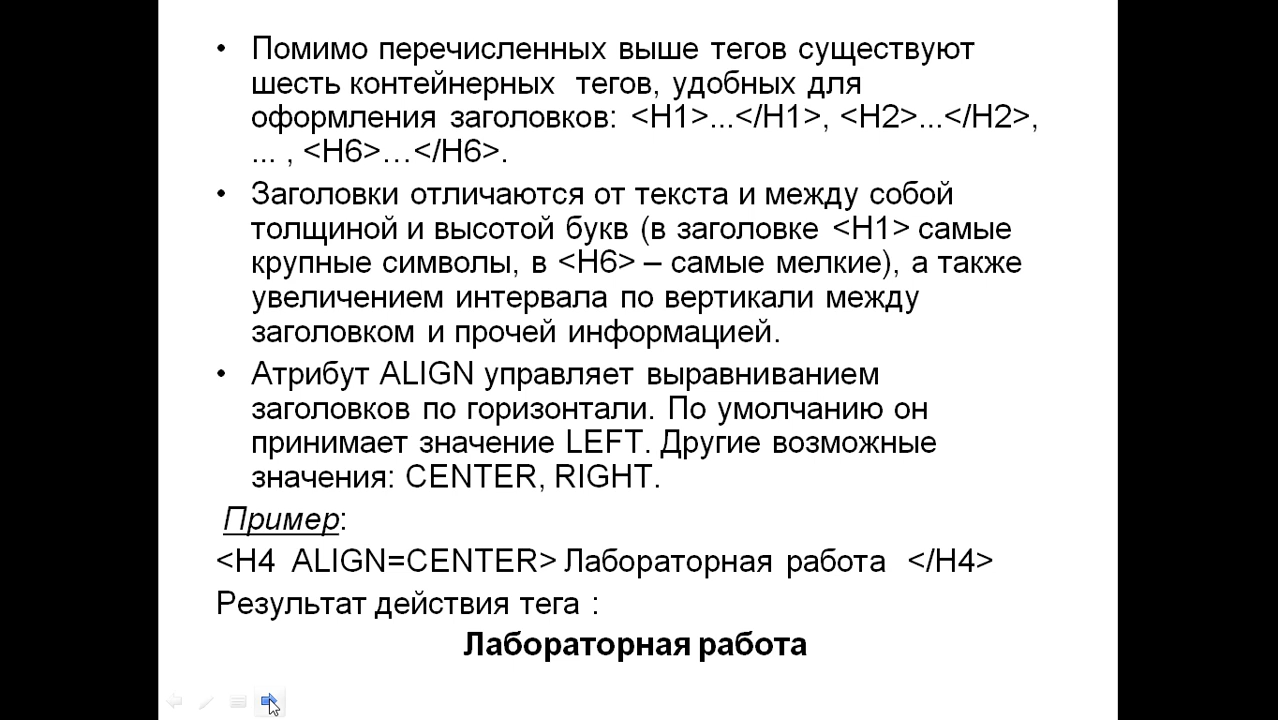 • Помимо перечисленных выше тегов существуют
шесть контейнерных тегов, удобных для
оформления заголовков: <H1>...</H1>, <H2>...</H2>,
... , <H6>…</H6>.
• Заголовки отличаются от текста и между собой
толщиной и высотой букв (в заголовке <H1> самые
крупные символы, в <H6> – самые мелкие), а также
увеличением интервала по вертикали между
заголовком и прочей информацией.
• Атрибут ALIGN управляет выравниванием
заголовков по горизонтали. По умолчанию он
принимает значение LEFT. Другие возможные
значения: CENTER, RIGHT.
Пример:
<H4 ALIGN=CENTER> Лабораторная работа </H4>
Результат действия тега :
Лабораторная работа